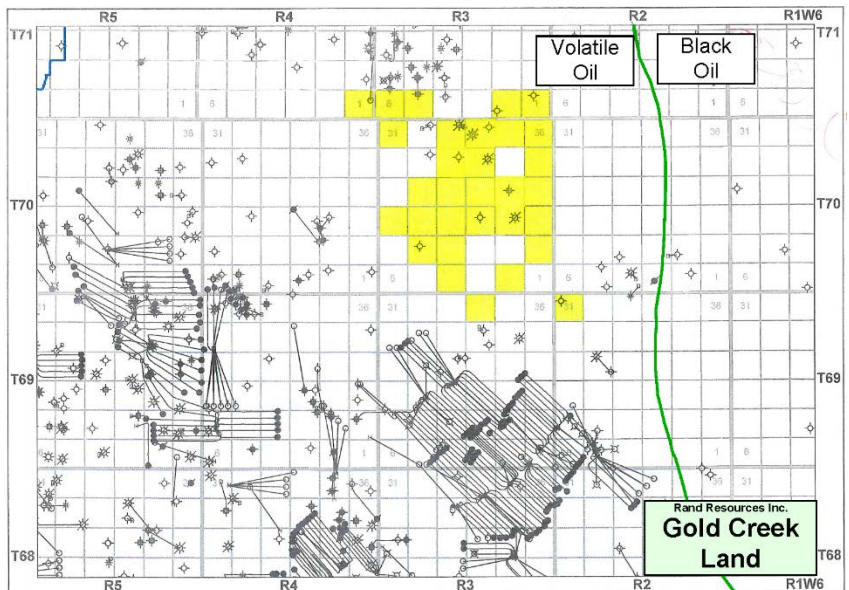 R5 R4 R3 R2 R1W6
T71 T71
Volatile
Oil
Black
Oil
1 6 1 6 1 6
31 36 31 36 31 36 31 36 31
T70 T70
1 6 1 6 1 6
36 31 36 31 36 31
T69 T69
Rand Resources Inc.
Gold Creek
Land
T68 T68
R5 R4 R3 R2 R1W6